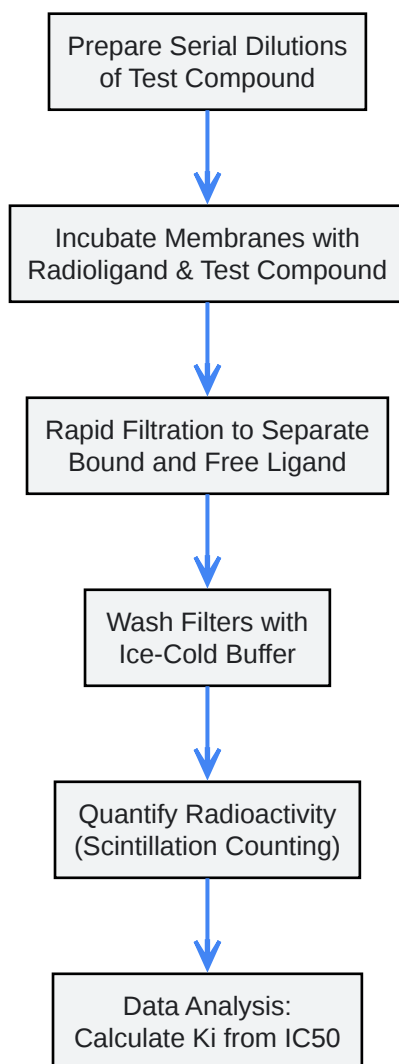 Prepare Serial Dilutions
of Test Compound
Incubate Membranes with
Radioligand & Test Compound
Rapid Filtration to Separate
Bound and Free Ligand
Wash Filters with
Ice-Cold Buffer
Quantify Radioactivity
(Scintillation Counting)
Data Analysis:
Calculate Ki from IC50